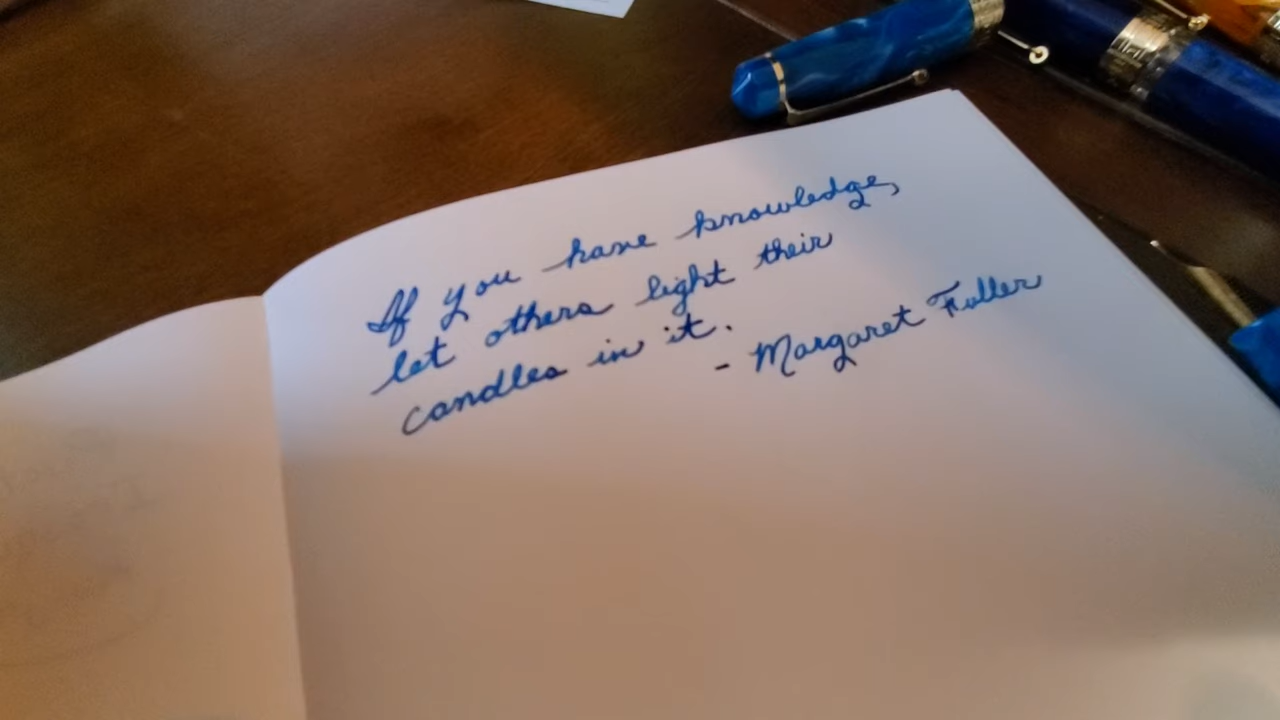 If you have knowledge,
let others light their
candles in it.
- Margaret Fuller